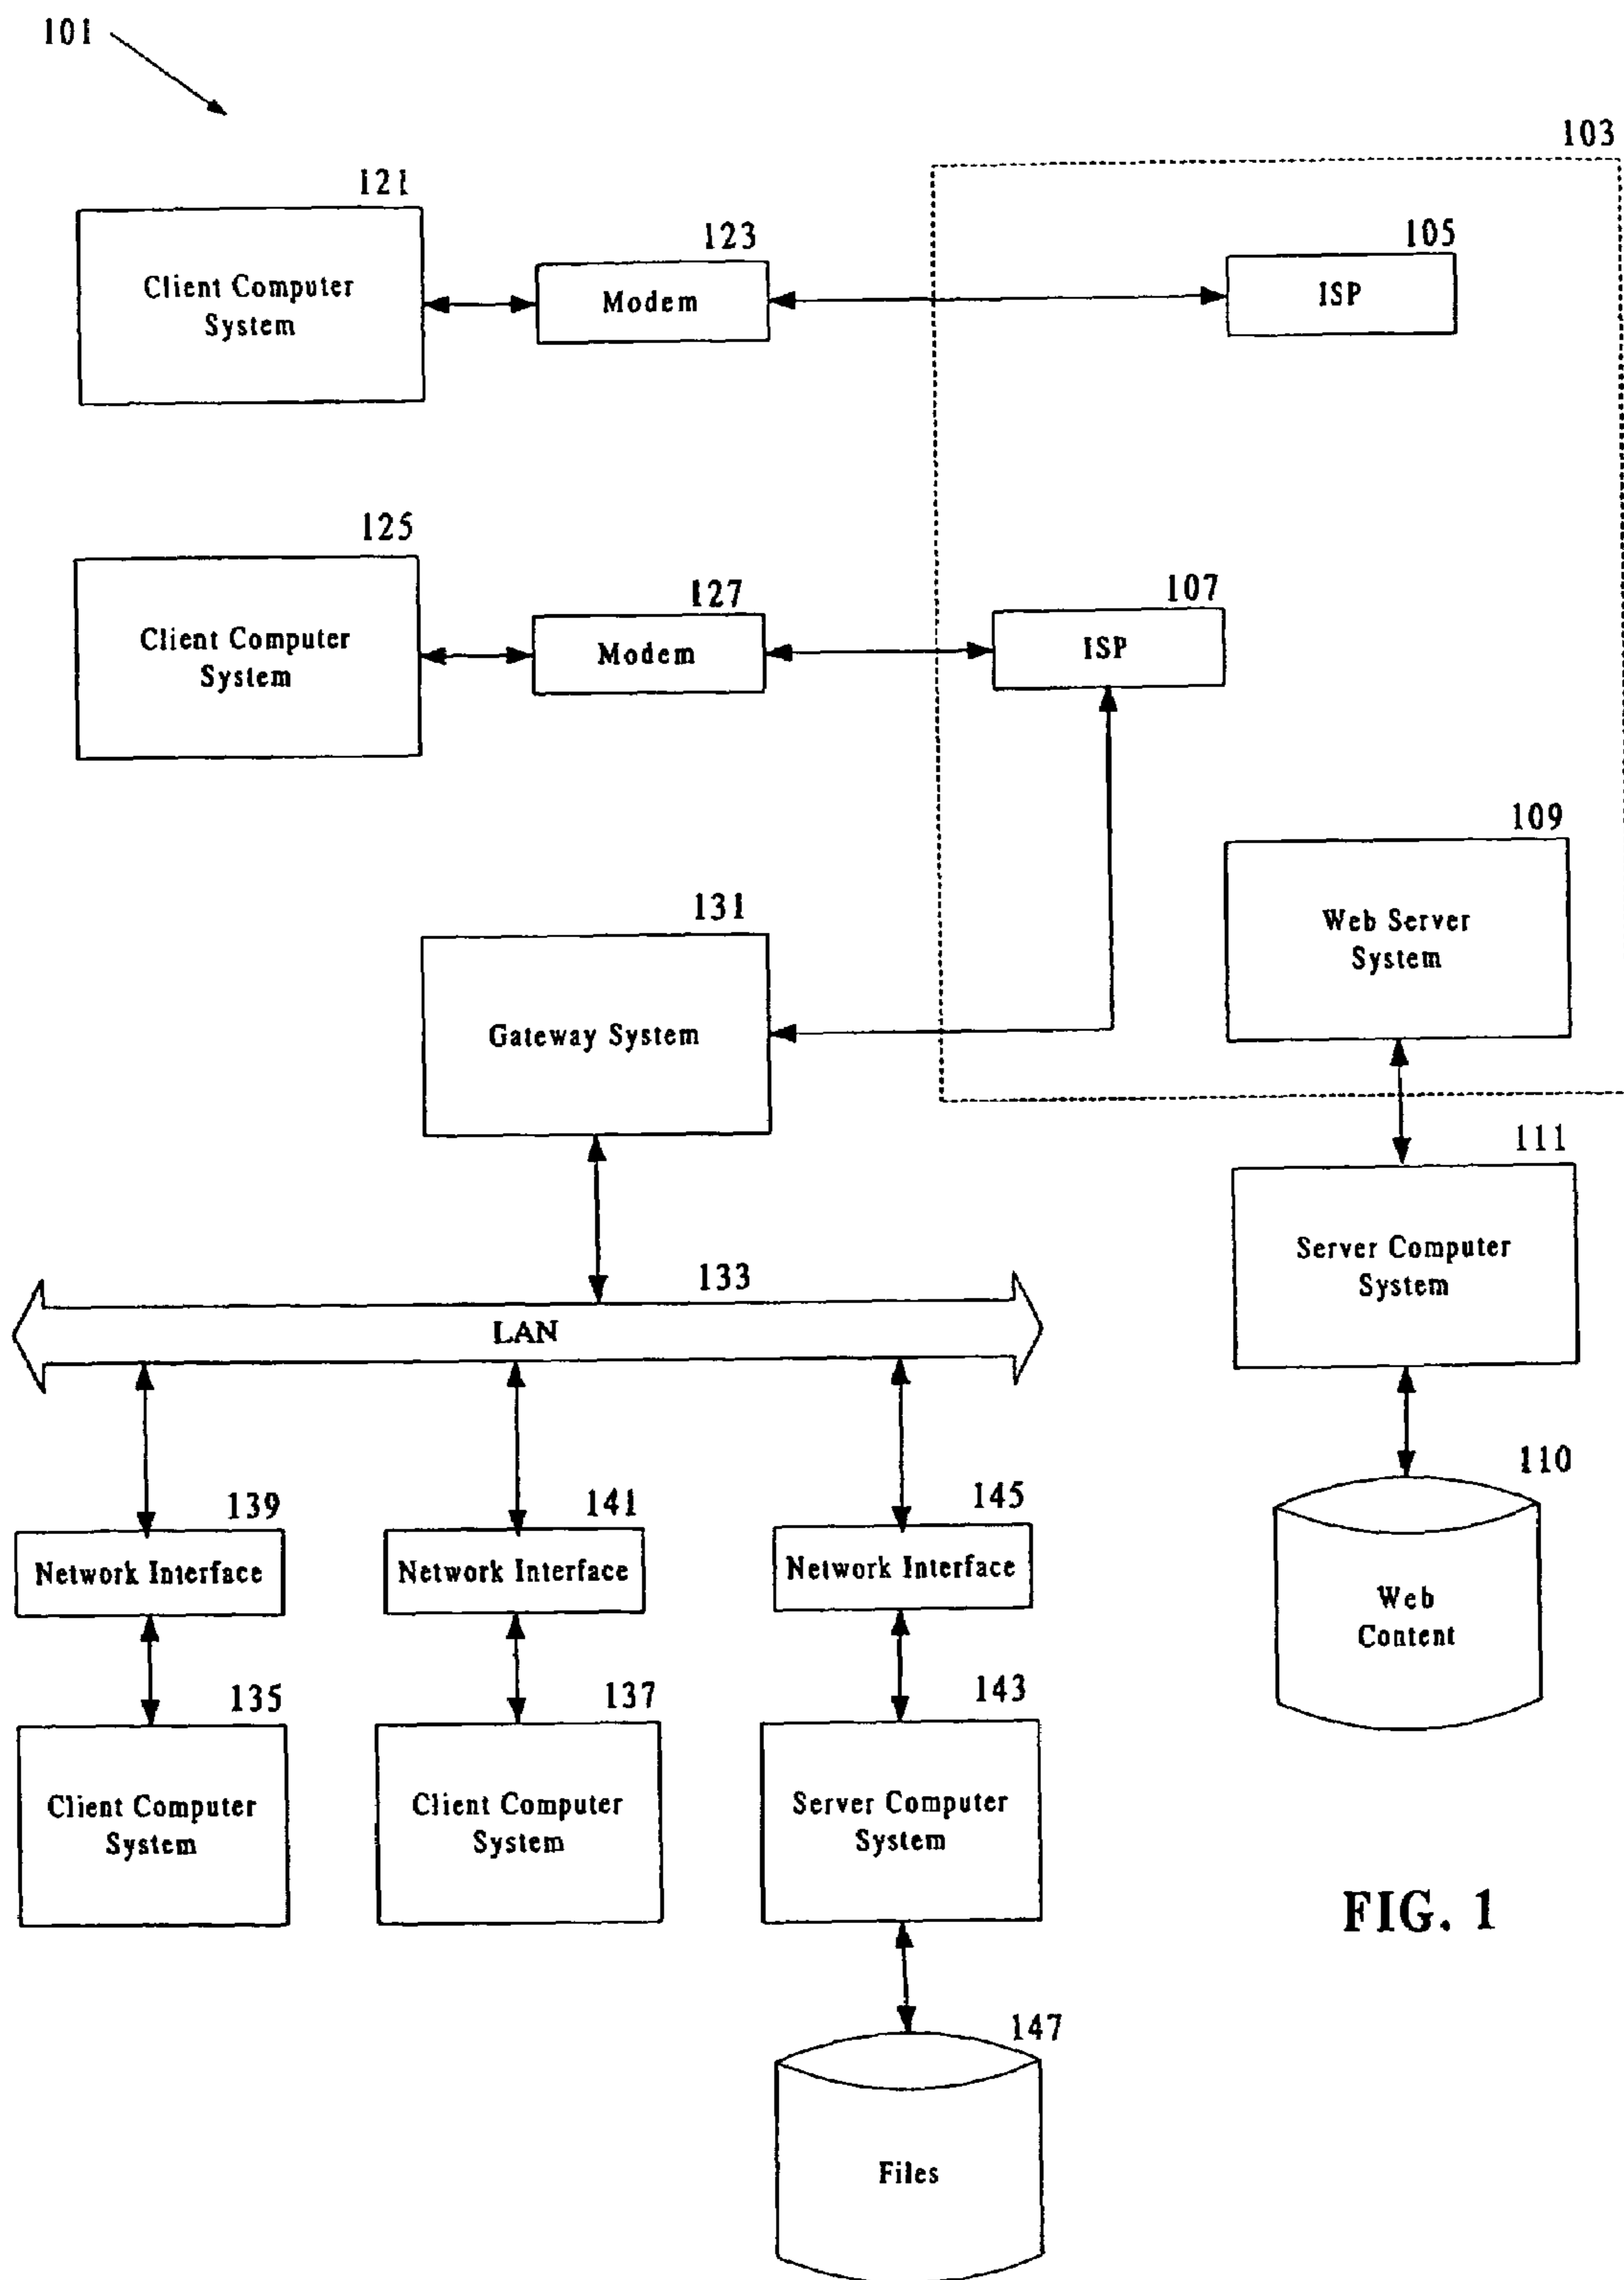 101
103
121
Client Computer
System
123
Modem
105
ISP
125
Client Computer
System
127
Modem
107
ISP
109
Web Server
System
131
Gateway System
111
Server Computer
System
133
LAN
110
Web
Content
139
Network Interface
141
Network Interface
145
Network Interface
135
Client Computer
System
137
Client Computer
System
143
Server Computer
System
FIG. 1
147
Files